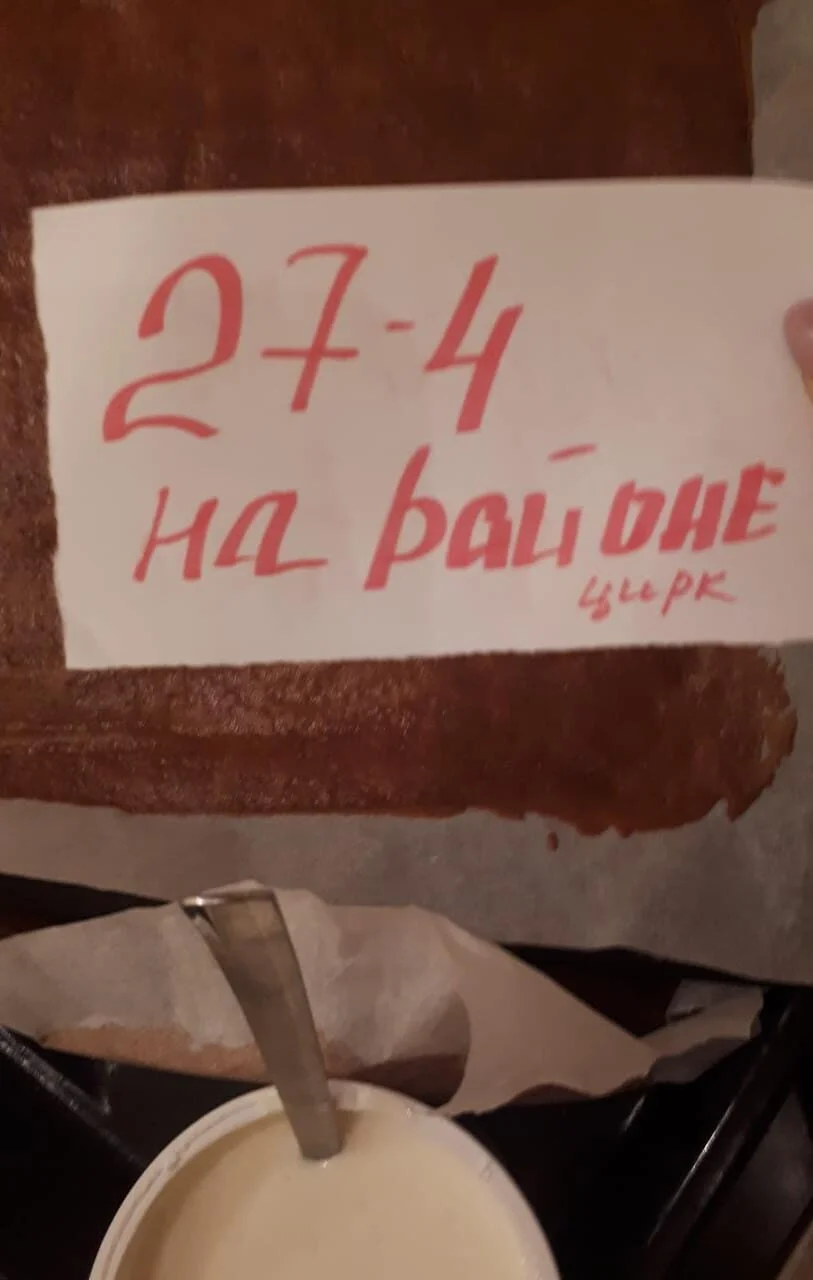 27-4
на районе
цирк